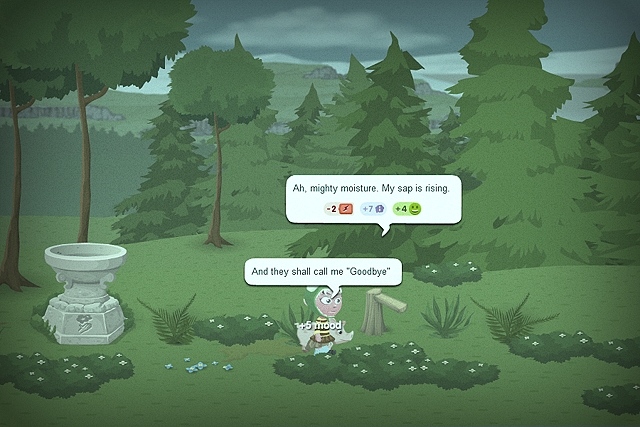 Ah, mighty moisture. My sap is rising.
-2 +7 +4
And they shall call me "Goodbye"
+5 mood